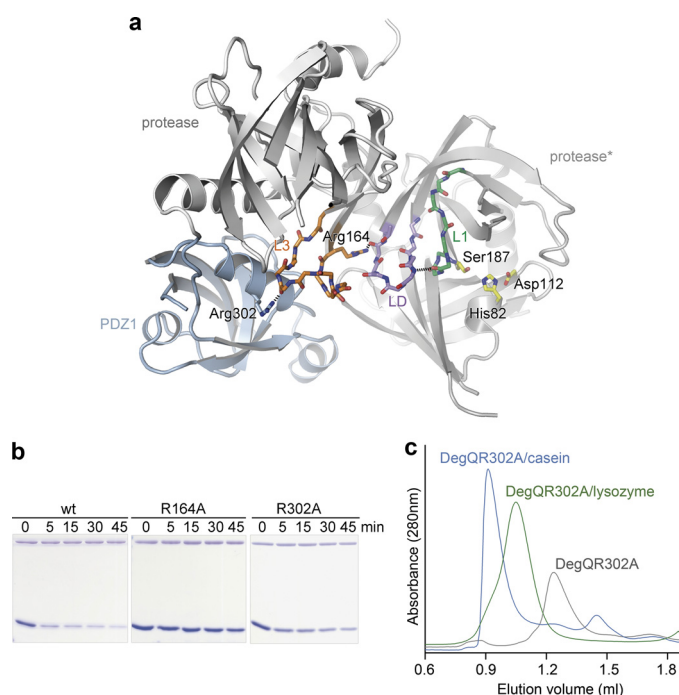 a
protease
protease*
L3
Arg164
L1
Ser187
Asp112
His82
LD
Arg302
PDZ1
b
wt R164A R302A
0 5 15 30 45 0 5 15 30 45 0 5 15 30 45 min
c
DegQR302A/casein
DegQR302A/lysozyme
DegQR302A
Absorbance (280nm)
0.6 0.9 1.2 1.5 1.8
Elution volume (ml)